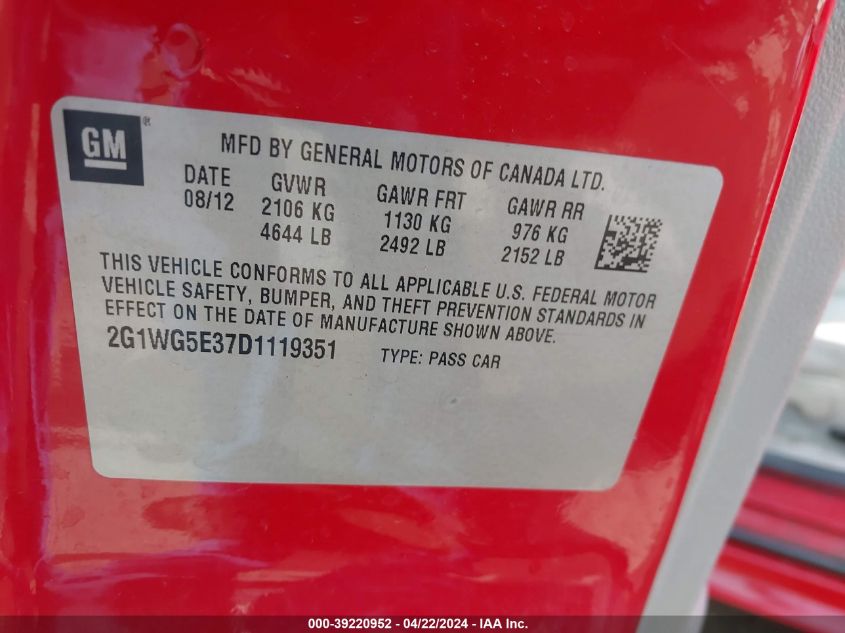 GM ®
MFD BY GENERAL MOTORS OF CANADA LTD.
DATE GVWR GAWR FRT GAWR RR
08/12 2106 KG 1130 KG 976 KG
4644 LB 2492 LB 2152 LB
THIS VEHICLE CONFORMS TO ALL APPLICABLE U.S. FEDERAL MOTOR
VEHICLE SAFETY, BUMPER, AND THEFT PREVENTION STANDARDS IN
EFFECT ON THE DATE OF MANUFACTURE SHOWN ABOVE.
2G1WG5E37D1119351 TYPE: PASS CAR
000-39220952 - 04/22/2024 - IAA Inc.